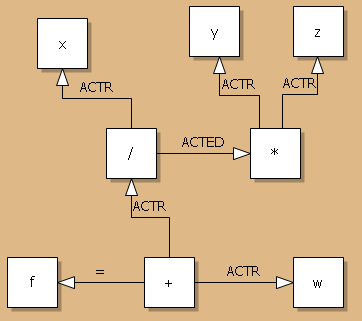 y
z
x
ACTR
ACTR
ACTR
/
ACTED
*
ACTR
f
=
+
ACTR
w